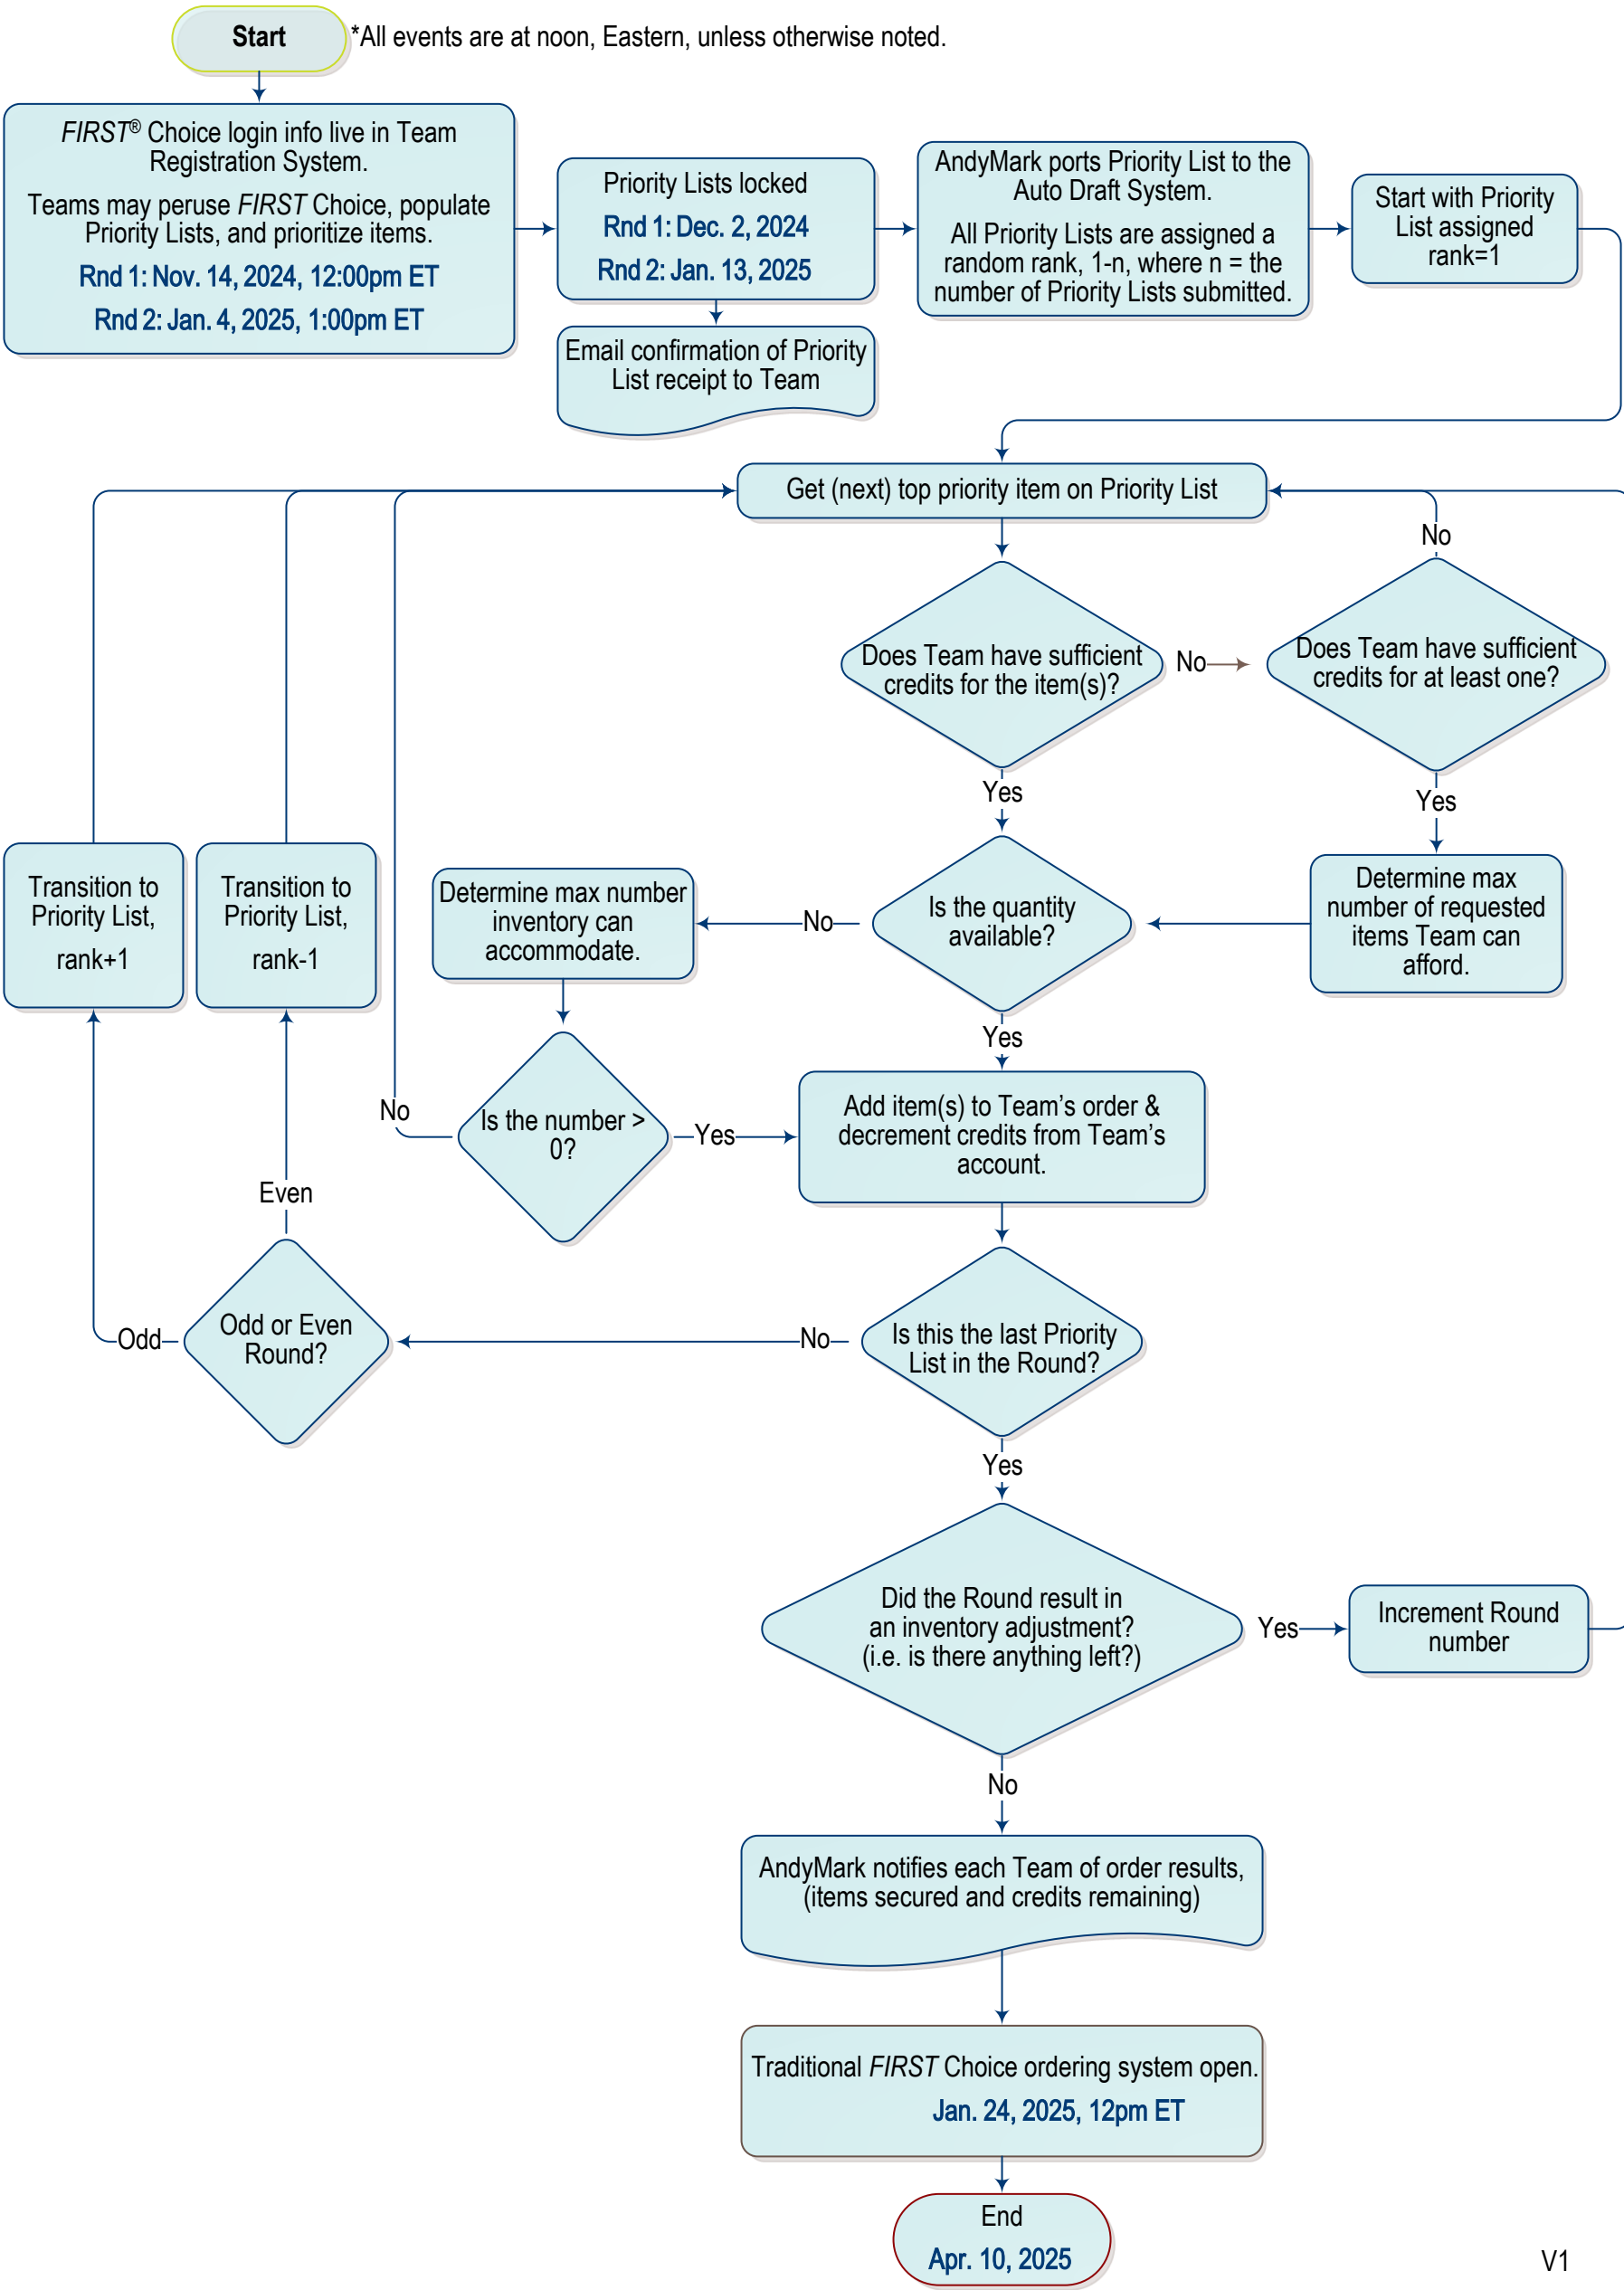 Start
*All events are at noon, Eastern, unless otherwise noted.
FIRST® Choice login info live in Team
Registration System.
Teams may peruse FIRST Choice, populate
Priority Lists, and prioritize items.
Rnd 1: Nov. 14, 2024, 12:00pm ET
Rnd 2: Jan. 4, 2025, 1:00pm ET
Priority Lists locked
Rnd 1: Dec. 2, 2024
Rnd 2: Jan. 13, 2025
Email confirmation of Priority
List receipt to Team
AndyMark ports Priority List to the
Auto Draft System.
All Priority Lists are assigned a
random rank, 1-n, where n = the
number of Priority Lists submitted.
Start with Priority
List assigned
rank=1
Get (next) top priority item on Priority List
No
Does Team have sufficient
credits for the item(s)?
No
Does Team have sufficient
credits for at least one?
Yes
Yes
Transition to
Priority List,
rank+1
Transition to
Priority List,
rank-1
Determine max number
inventory can
accommodate.
No
Is the quantity
available?
Determine max
number of requested
items Team can
afford.
Yes
No
Is the number >
0?
Yes
Add item(s) to Team’s order &
decrement credits from Team’s
account.
Even
Odd
Odd or Even
Round?
No
Is this the last Priority
List in the Round?
Yes
Did the Round result in
an inventory adjustment?
(i.e. is there anything left?)
Yes
Increment Round
number
No
AndyMark notifies each Team of order results,
(items secured and credits remaining)
Traditional FIRST Choice ordering system open.
Jan. 24, 2025, 12pm ET
End
Apr. 10, 2025
V1